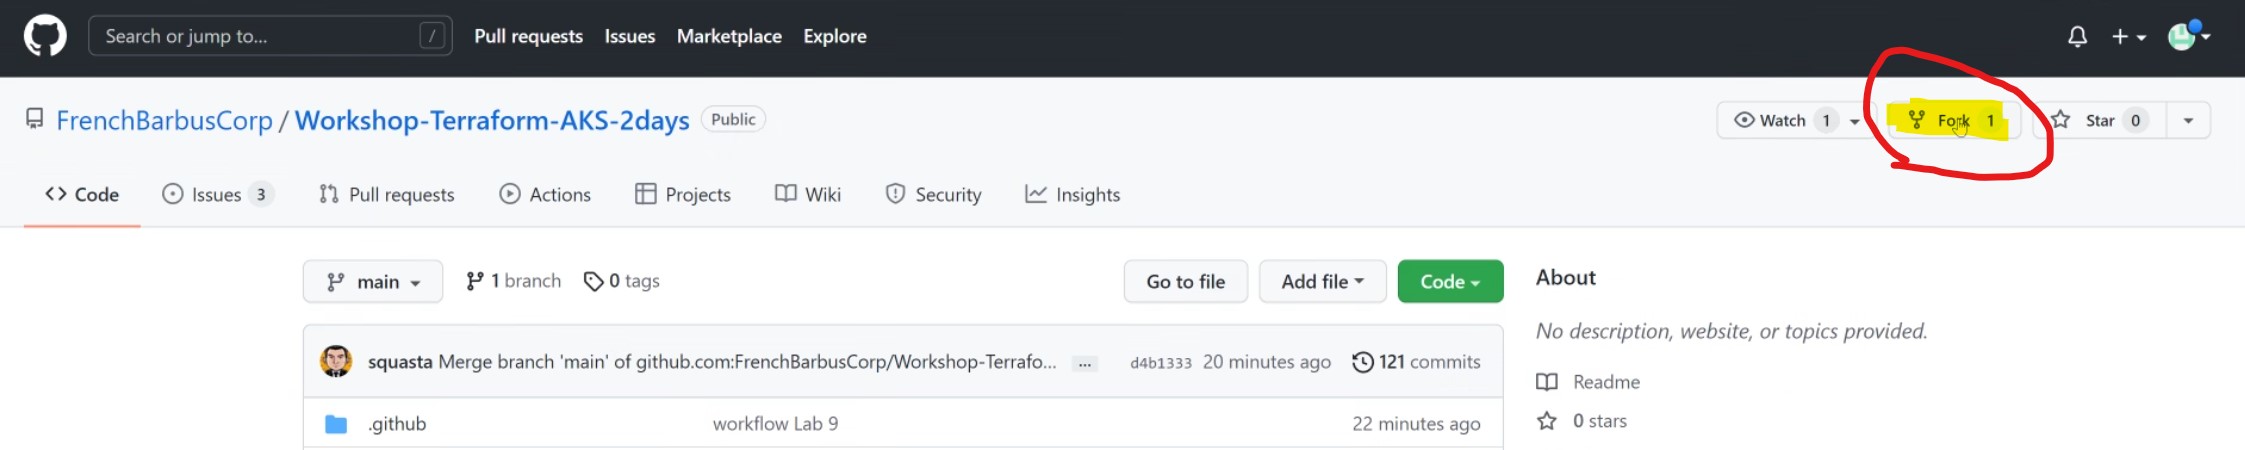 Search or jump to... / Pull requests Issues Marketplace Explore
FrenchBarbusCorp / Workshop-Terraform-AKS-2days Public Watch 1 Fork 1 Star 0
Code Issues 3 Pull requests Actions Projects Wiki Security Insights
main 1 branch 0 tags Go to file Add file Code About
No description, website, or topics provided.
squasta Merge branch 'main' of github.com:FrenchBarbusCorp/Workshop-Terrafo... ... d4b1333 20 minutes ago 121 commits
Readme
.github workflow Lab 9 22 minutes ago
0 stars